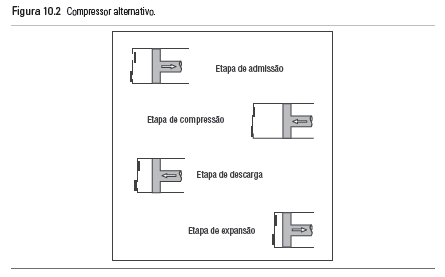 Figura 10.2 Compressor alternativo.
Etapa de admissão
Etapa de compressão
Etapa de descarga
Etapa de expansão